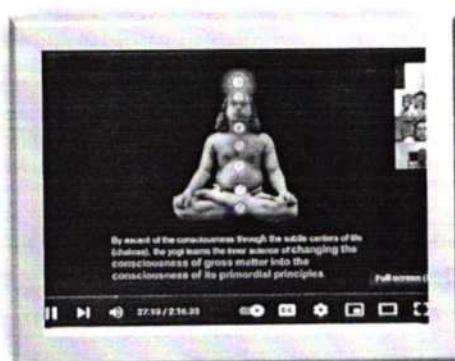 By ascent of the consciousness through the subtle centers of life
(chakras), the yogi learns the inner science of changing the
consciousness of gross matter into the
consciousness of its primordial principles
Full screen
27:13 / 2:16:33
CC